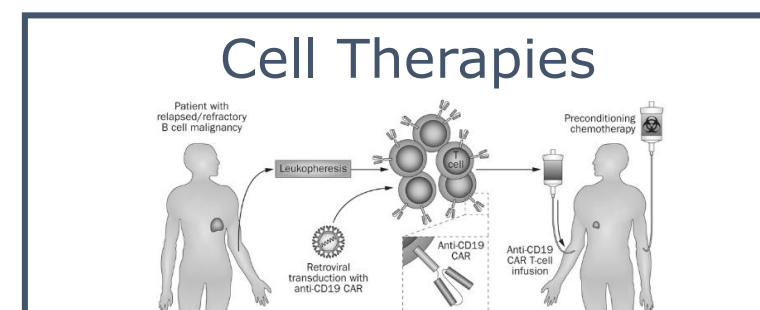 Cell Therapies
Patient with
relapsed/refractory
B cell malignancy
Leukopheresis
T
cell
Preconditioning
chemotherapy
Retroviral
transduction with
anti-CD19 CAR
Anti-CD19
CAR
Anti-CD19
CAR T-cell
infusion